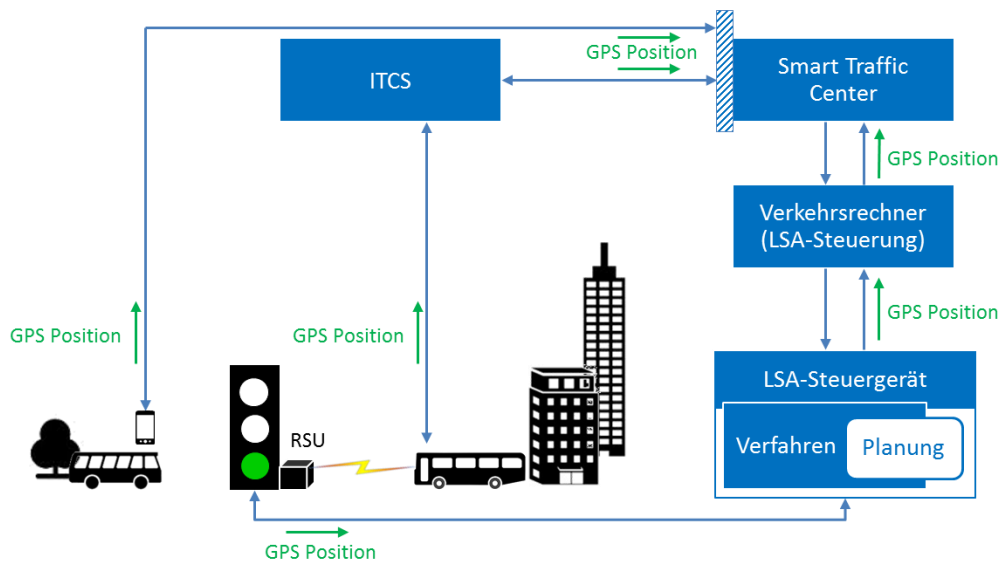 GPS Position
ITCS
Smart Traffic
Center
GPS Position
Verkehrsrechner
(LSA-Steuerung)
GPS Position
GPS Position
GPS Position
LSA-Steuergerät
RSU
Verfahren
Planung
GPS Position